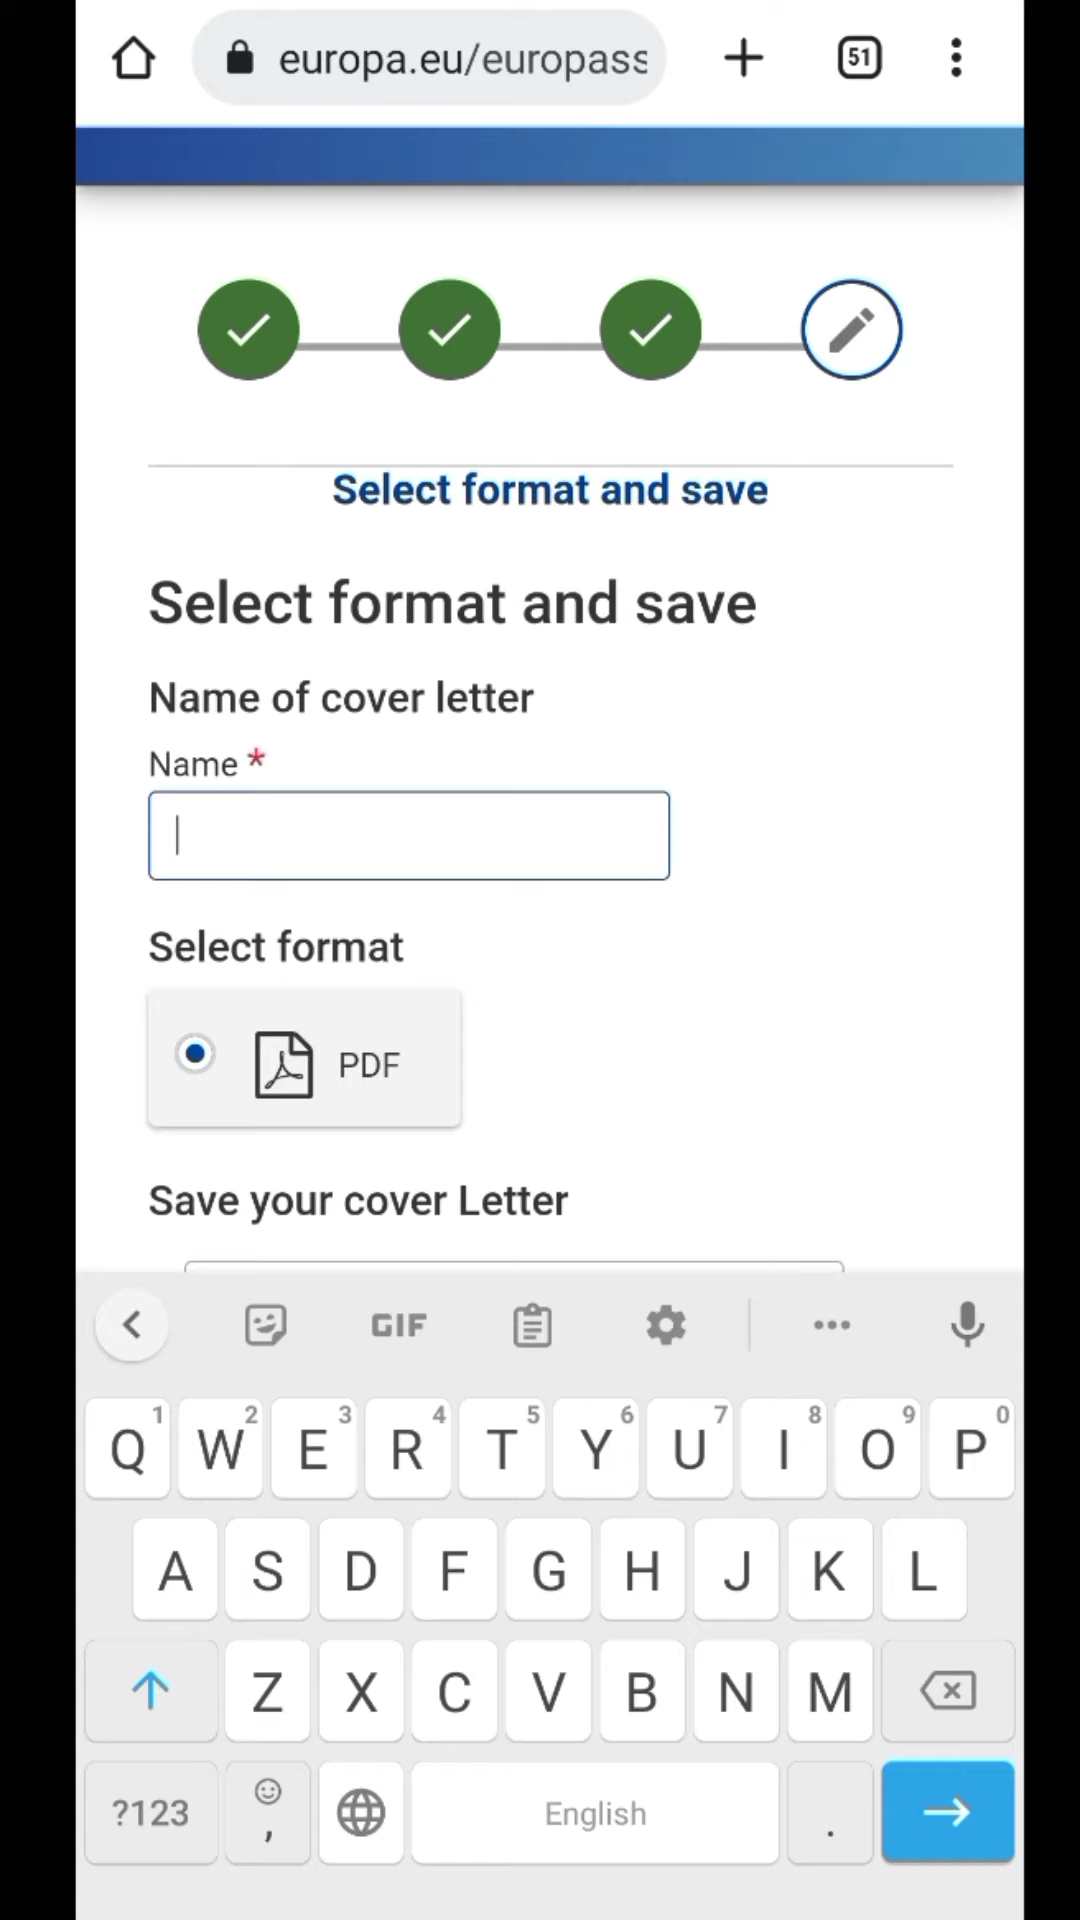 europa.eu/europass
51
Select format and save
Select format and save
Name of cover letter
Name *
Select format
PDF
Save your cover Letter
GIF
Q 1 W 2 E 3 R 4 T 5 Y 6 U 7 I 8 O 9 P 0
A S D F G H J K L
Z X C V B N M
?123 , English .